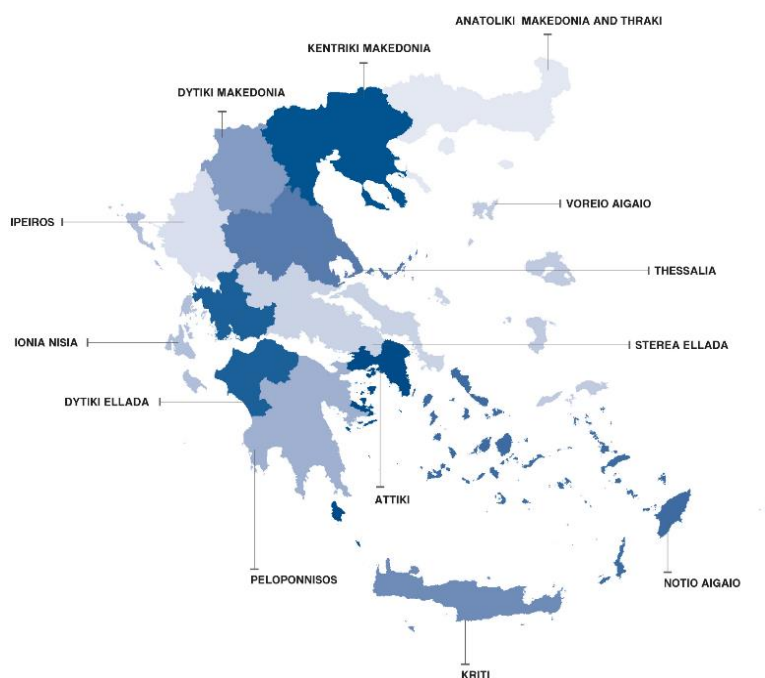 ANATOLIKI MAKEDONIA AND THRAKI
KENTRIKI MAKEDONIA
DYTIKI MAKEDONIA
VOREIO AIGAIO
IPEIROS
THESSALIA
IONIA NISIA
STEREA ELLADA
DYTIKI ELLADA
ATTIKI
PELOPONNISOS
NOTIO AIGAIO
KRITI